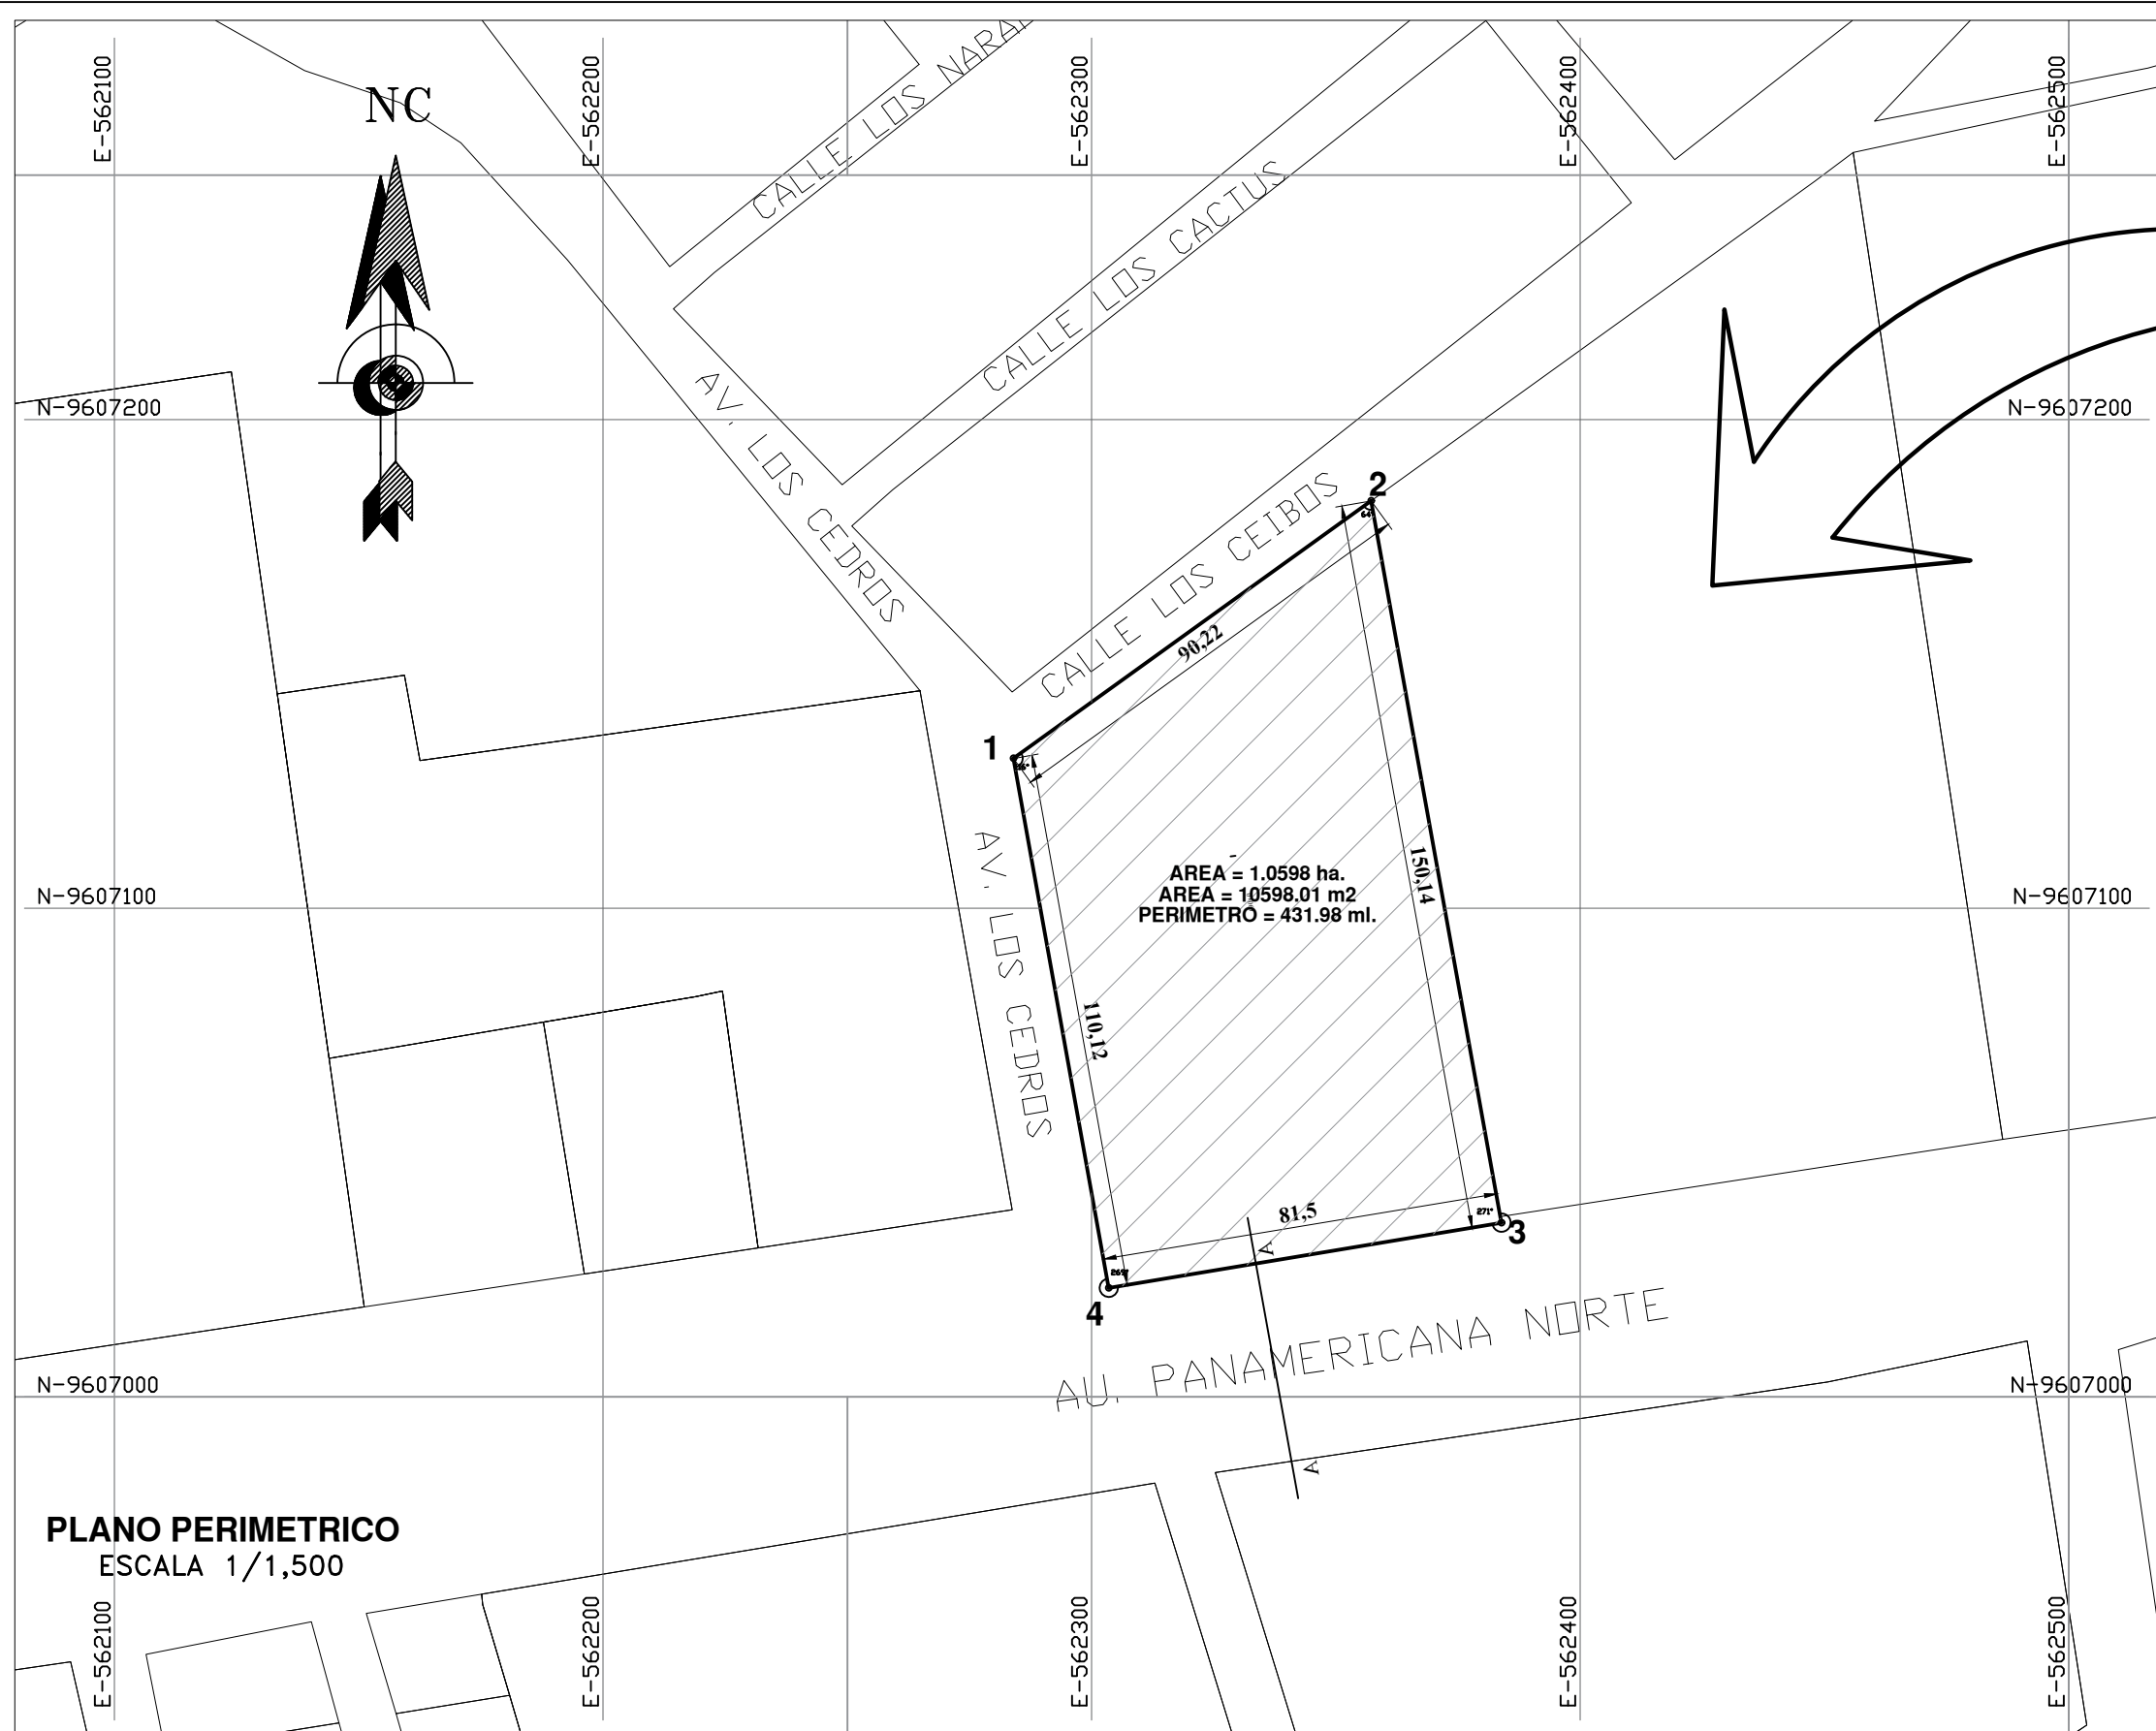 E-562100
E-562200
E-562300
E-562400
E-562500
NC
CALLE LOS
CALLE LOS CACTUS
N-9607200
N-9607200
AV. LOS CEDROS
CALLE LOS CEIBOS
2
90,22
1
AV. LOS CEDROS
AREA = 1.0598 ha.
AREA = 10598.01 m2
PERIMETRO = 431.98 ml.
150,14
N-9607100
N-9607100
110,12
81,5
271°
3
A
4
AU. PANAMERICANA NORTE
N-9607000
N-9607000
A
PLANO PERIMETRICO
ESCALA 1/1,500
E-562100
E-562200
E-562300
E-562400
E-562500